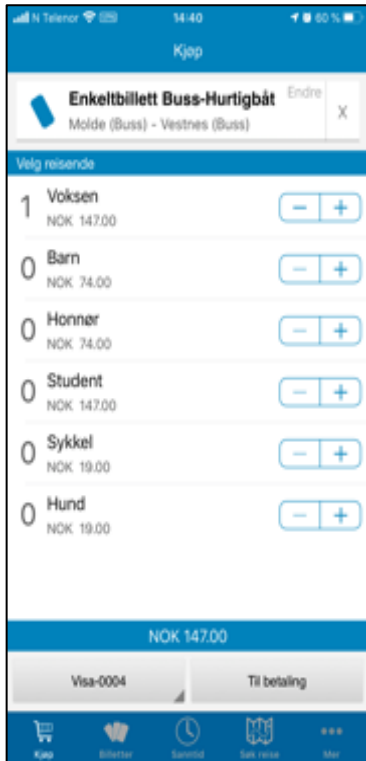 N Telenor 14:40 60 %
Kjøp
Enkeltbillett Buss-Hurtigbåt Endre
Molde (Buss) - Vestnes (Buss) X
Velg reisende
1 Voksen
NOK 147.00 − +
0 Barn
NOK 74.00 − +
0 Honnør
NOK 74.00 − +
0 Student
NOK 147.00 − +
0 Sykkel
NOK 19.00 − +
0 Hund
NOK 19.00 − +
NOK 147.00
Visa-0004 Til betaling
Kjøp Billetter Sanntid Søk reise Mer